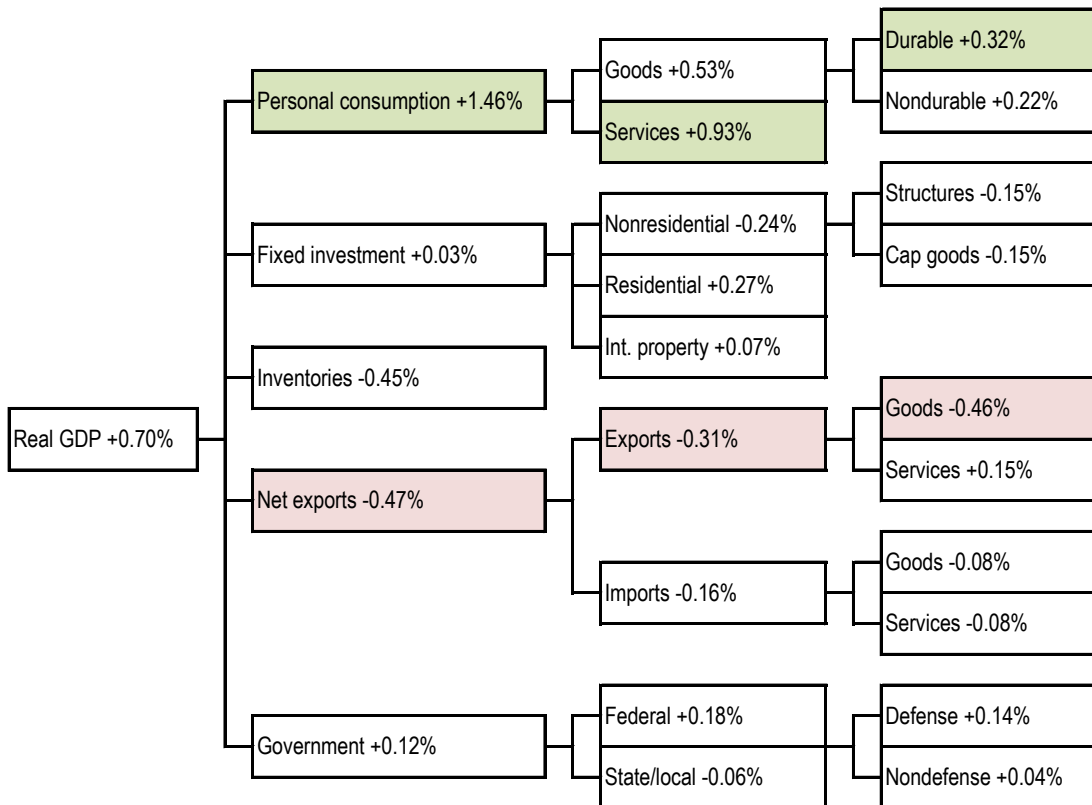 Real GDP +0.70%
Personal consumption +1.46%
Goods +0.53%
Durable +0.32%
Nondurable +0.22%
Services +0.93%
Fixed investment +0.03%
Nonresidential -0.24%
Structures -0.15%
Cap goods -0.15%
Residential +0.27%
Int. property +0.07%
Inventories -0.45%
Net exports -0.47%
Exports -0.31%
Goods -0.46%
Services +0.15%
Imports -0.16%
Goods -0.08%
Services -0.08%
Government +0.12%
Federal +0.18%
Defense +0.14%
Nondefense +0.04%
State/local -0.06%